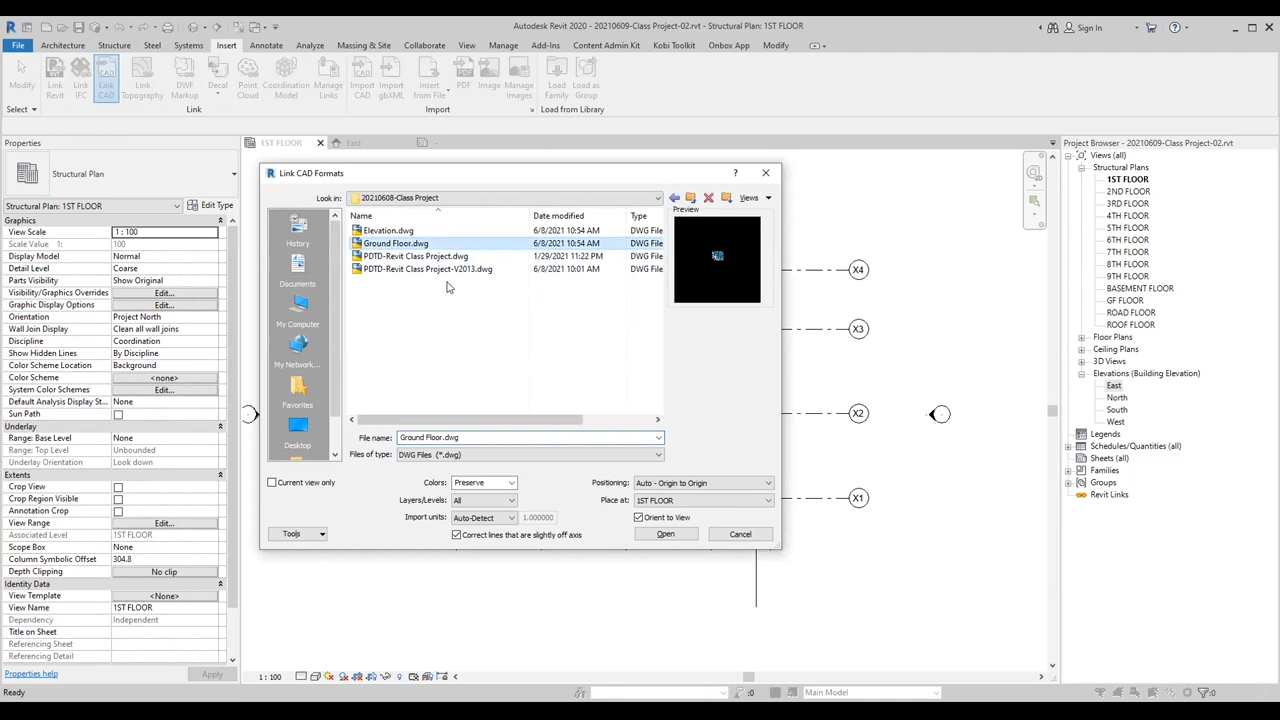 Autodesk Revit 2020 - 20210609-Class Project-02.rvt - Structural Plan: 1ST FLOOR
Sign In
File Architecture Structure Steel Systems Insert Annotate Analyze Massing & Site Collaborate View Manage Add-Ins Content Admin Kit Kobi Toolkit Onbox App Modify
Modify Link Revit Link IFC Link CAD Link Topography DWF Markup Decal Point Cloud Coordination Model Manage Links Import CAD Import gbXML Insert from File PDF Image Manage Images Load Family Load as Group
Select Link Import Load from Library
Properties
1ST FLOOR
East
Project Browser - 20210609-Class Project-02.rvt
Structural Plan
Structural Plan: 1ST FLOOR
Edit Type
Graphics
View Scale 1 : 100
Scale Value 1: 100
Display Model Normal
Detail Level Coarse
Parts Visibility Show Original
Visibility/Graphics Overrides Edit...
Graphic Display Options Edit...
Orientation Project North
Wall Join Display Clean all wall joins
Discipline Coordination
Show Hidden Lines By Discipline
Color Scheme Location Background
Color Scheme <none>
System Color Schemes Edit...
Default Analysis Display St... None
Sun Path
Underlay
Range: Base Level None
Range: Top Level Unbounded
Underlay Orientation Look down
Extents
Crop View
Crop Region Visible
Annotation Crop
View Range Edit...
Associated Level 1ST FLOOR
Scope Box None
Column Symbolic Offset 304.8
Depth Clipping No clip
Identity Data
View Template <None>
View Name 1ST FLOOR
Dependency Independent
Title on Sheet
Referencing Sheet
Referencing Detail
Properties help
Apply
Link CAD Formats
?
Look in: 20210608-Class Project
Views
Name Date modified Type
Elevation.dwg 6/8/2021 10:54 AM DWG File
Ground Floor.dwg 6/8/2021 10:54 AM DWG File
PDTD-Revit Class Project.dwg 1/29/2021 11:22 PM DWG File
PDTD-Revit Class Project-V2013.dwg 6/8/2021 10:01 AM DWG File
Preview
History
Documents
My Computer
My Network...
Favorites
Desktop
File name: Ground Floor.dwg
Files of type: DWG Files (*.dwg)
Current view only
Colors: Preserve
Layers/Levels: All
Import units: Auto-Detect 1.000000
Correct lines that are slightly off axis
Positioning: Auto - Origin to Origin
Place at: 1ST FLOOR
Orient to View
Tools
Open
Cancel
X4
X3
X2
X1
Views (all)
Structural Plans
1ST FLOOR
2ND FLOOR
3RD FLOOR
4TH FLOOR
5TH FLOOR
6TH FLOOR
7TH FLOOR
8TH FLOOR
9TH FLOOR
BASEMENT FLOOR
GF FLOOR
ROAD FLOOR
ROOF FLOOR
Floor Plans
Ceiling Plans
3D Views
Elevations (Building Elevation)
East
North
South
West
Legends
Schedules/Quantities (all)
Sheets (all)
Families
Groups
Revit Links
1 : 100
Ready
:0
Main Model
:0